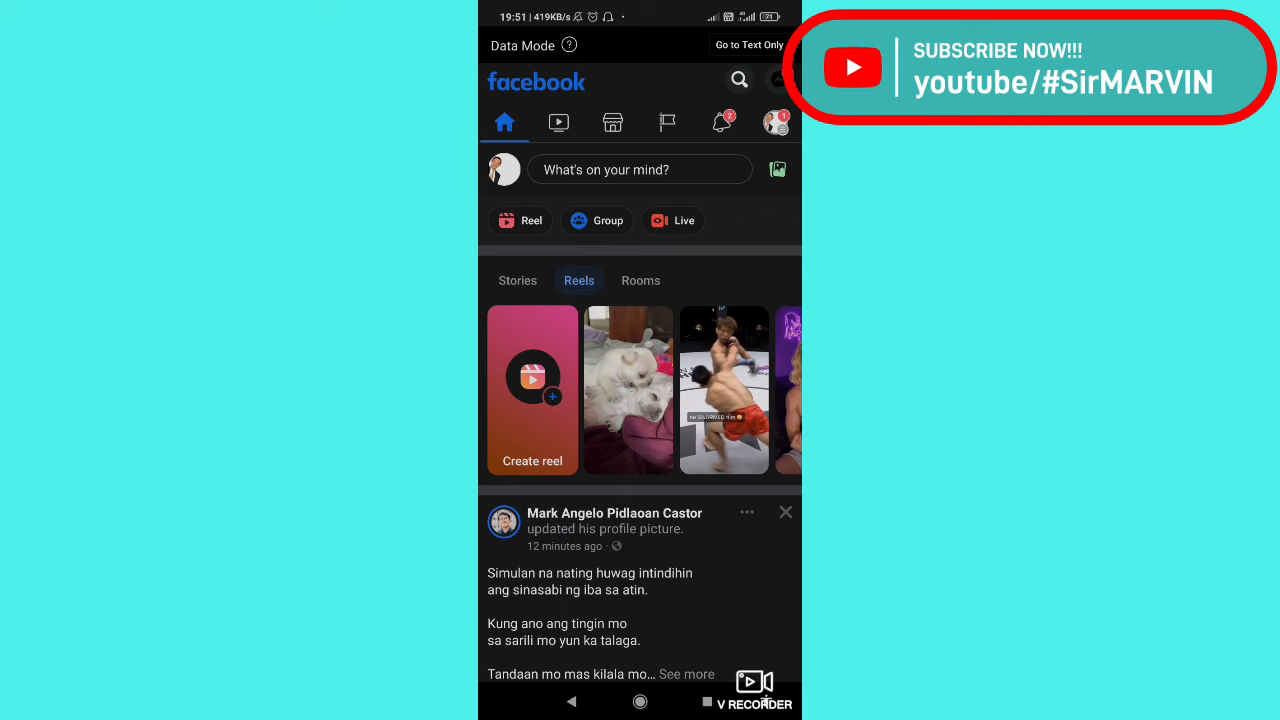 19:51 | 419KB/s
71
Data Mode ?
Go to Text Only
SUBSCRIBE NOW!!!
youtube/#SirMARVIN
facebook
2
1
What's on your mind?
Reel
Group
Live
Stories
Reels
Rooms
Create reel
Mark Angelo Pidlaoan Castor
updated his profile picture.
12 minutes ago ·
Simulan na nating huwag intindihin
ang sinasabi ng iba sa atin.
Kung ano ang tingin mo
sa sarili mo yun ka talaga.
Tandaan mo mas kilala mo... See more
V RECORDER